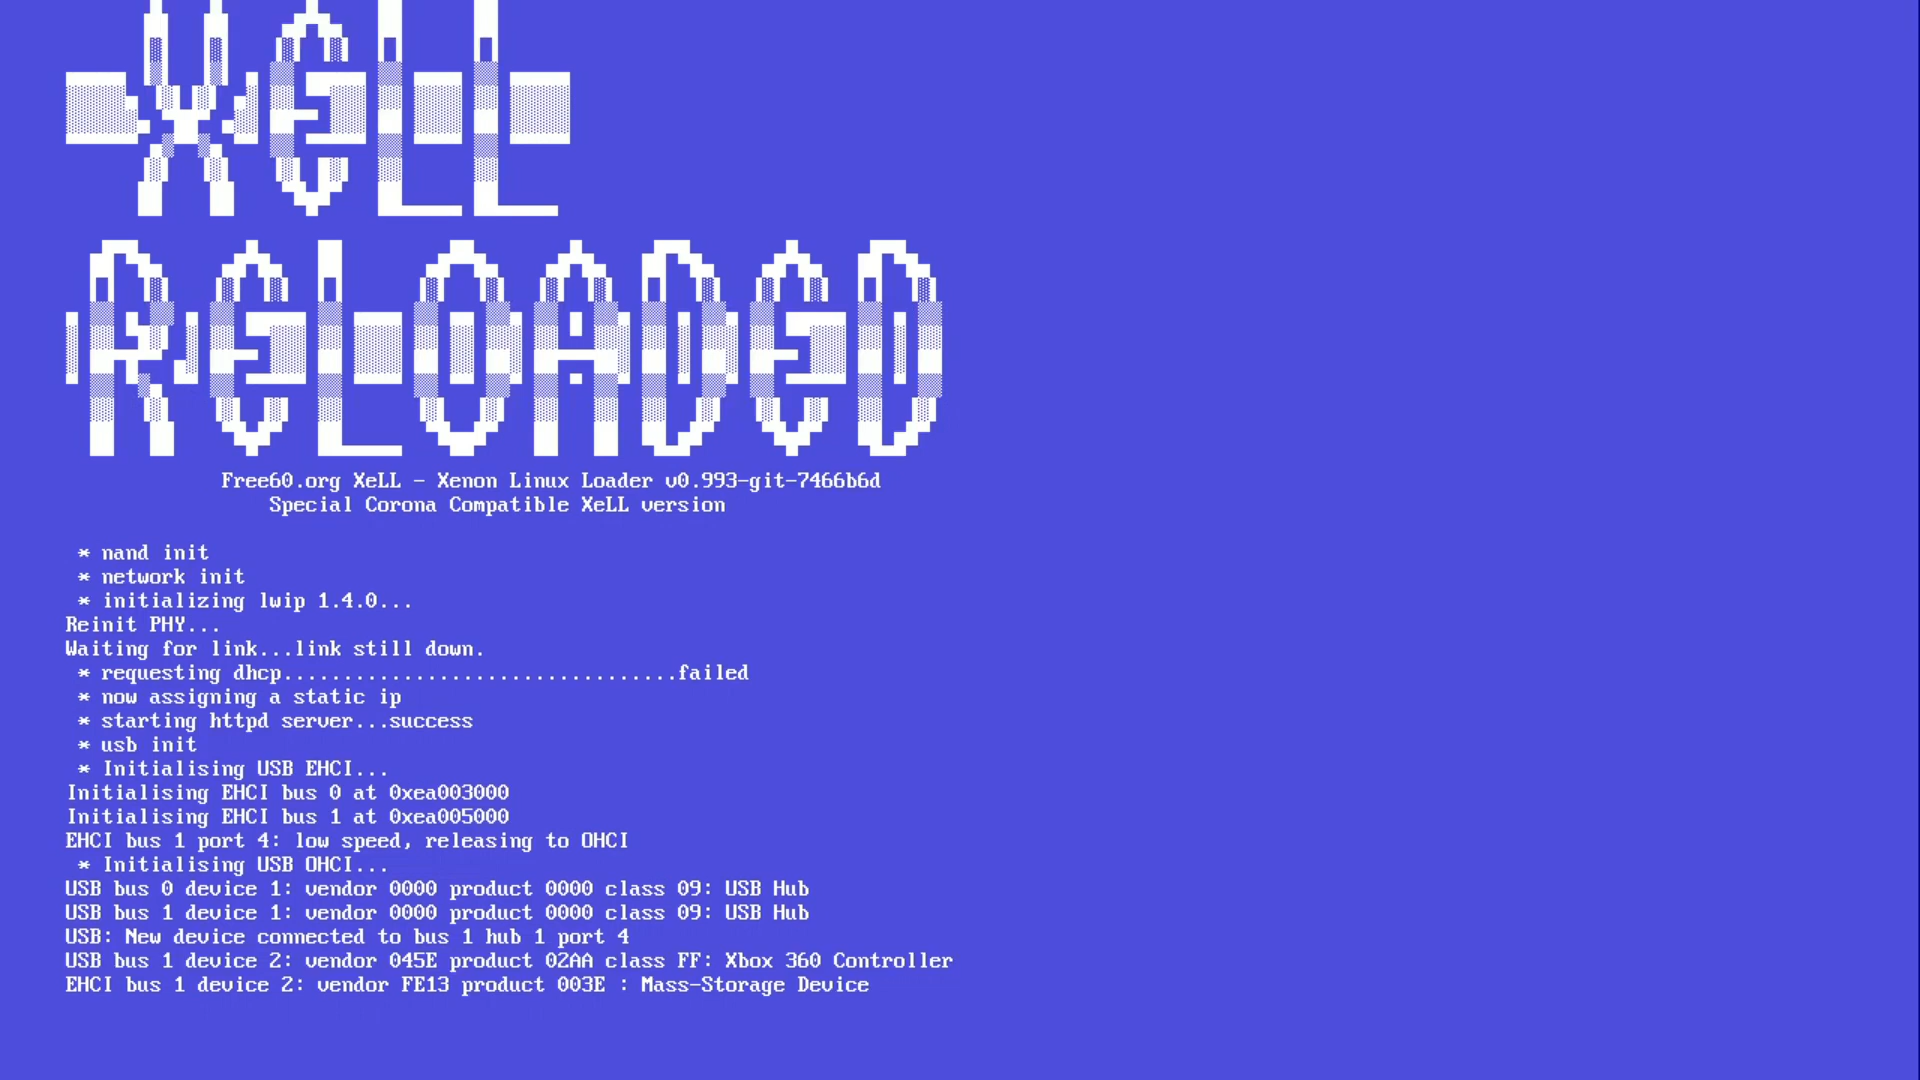 XeLL
ReLOADeD
Free60.org XeLL - Xenon Linux Loader v0.993-git-7466b6d
Special Corona Compatible XeLL version
* nand init
* network init
* initializing lwip 1.4.0...
Reinit PHY...
Waiting for link...link still down.
* requesting dhcp.................................failed
* now assigning a static ip
* starting httpd server...success
* usb init
* Initialising USB EHCI...
Initialising EHCI bus 0 at 0xea003000
Initialising EHCI bus 1 at 0xea005000
EHCI bus 1 port 4: low speed, releasing to OHCI
* Initialising USB OHCI...
USB bus 0 device 1: vendor 0000 product 0000 class 09: USB Hub
USB bus 1 device 1: vendor 0000 product 0000 class 09: USB Hub
USB: New device connected to bus 1 hub 1 port 4
USB bus 1 device 2: vendor 045E product 02AA class FF: Xbox 360 Controller
EHCI bus 1 device 2: vendor FE13 product 003E : Mass-Storage Device